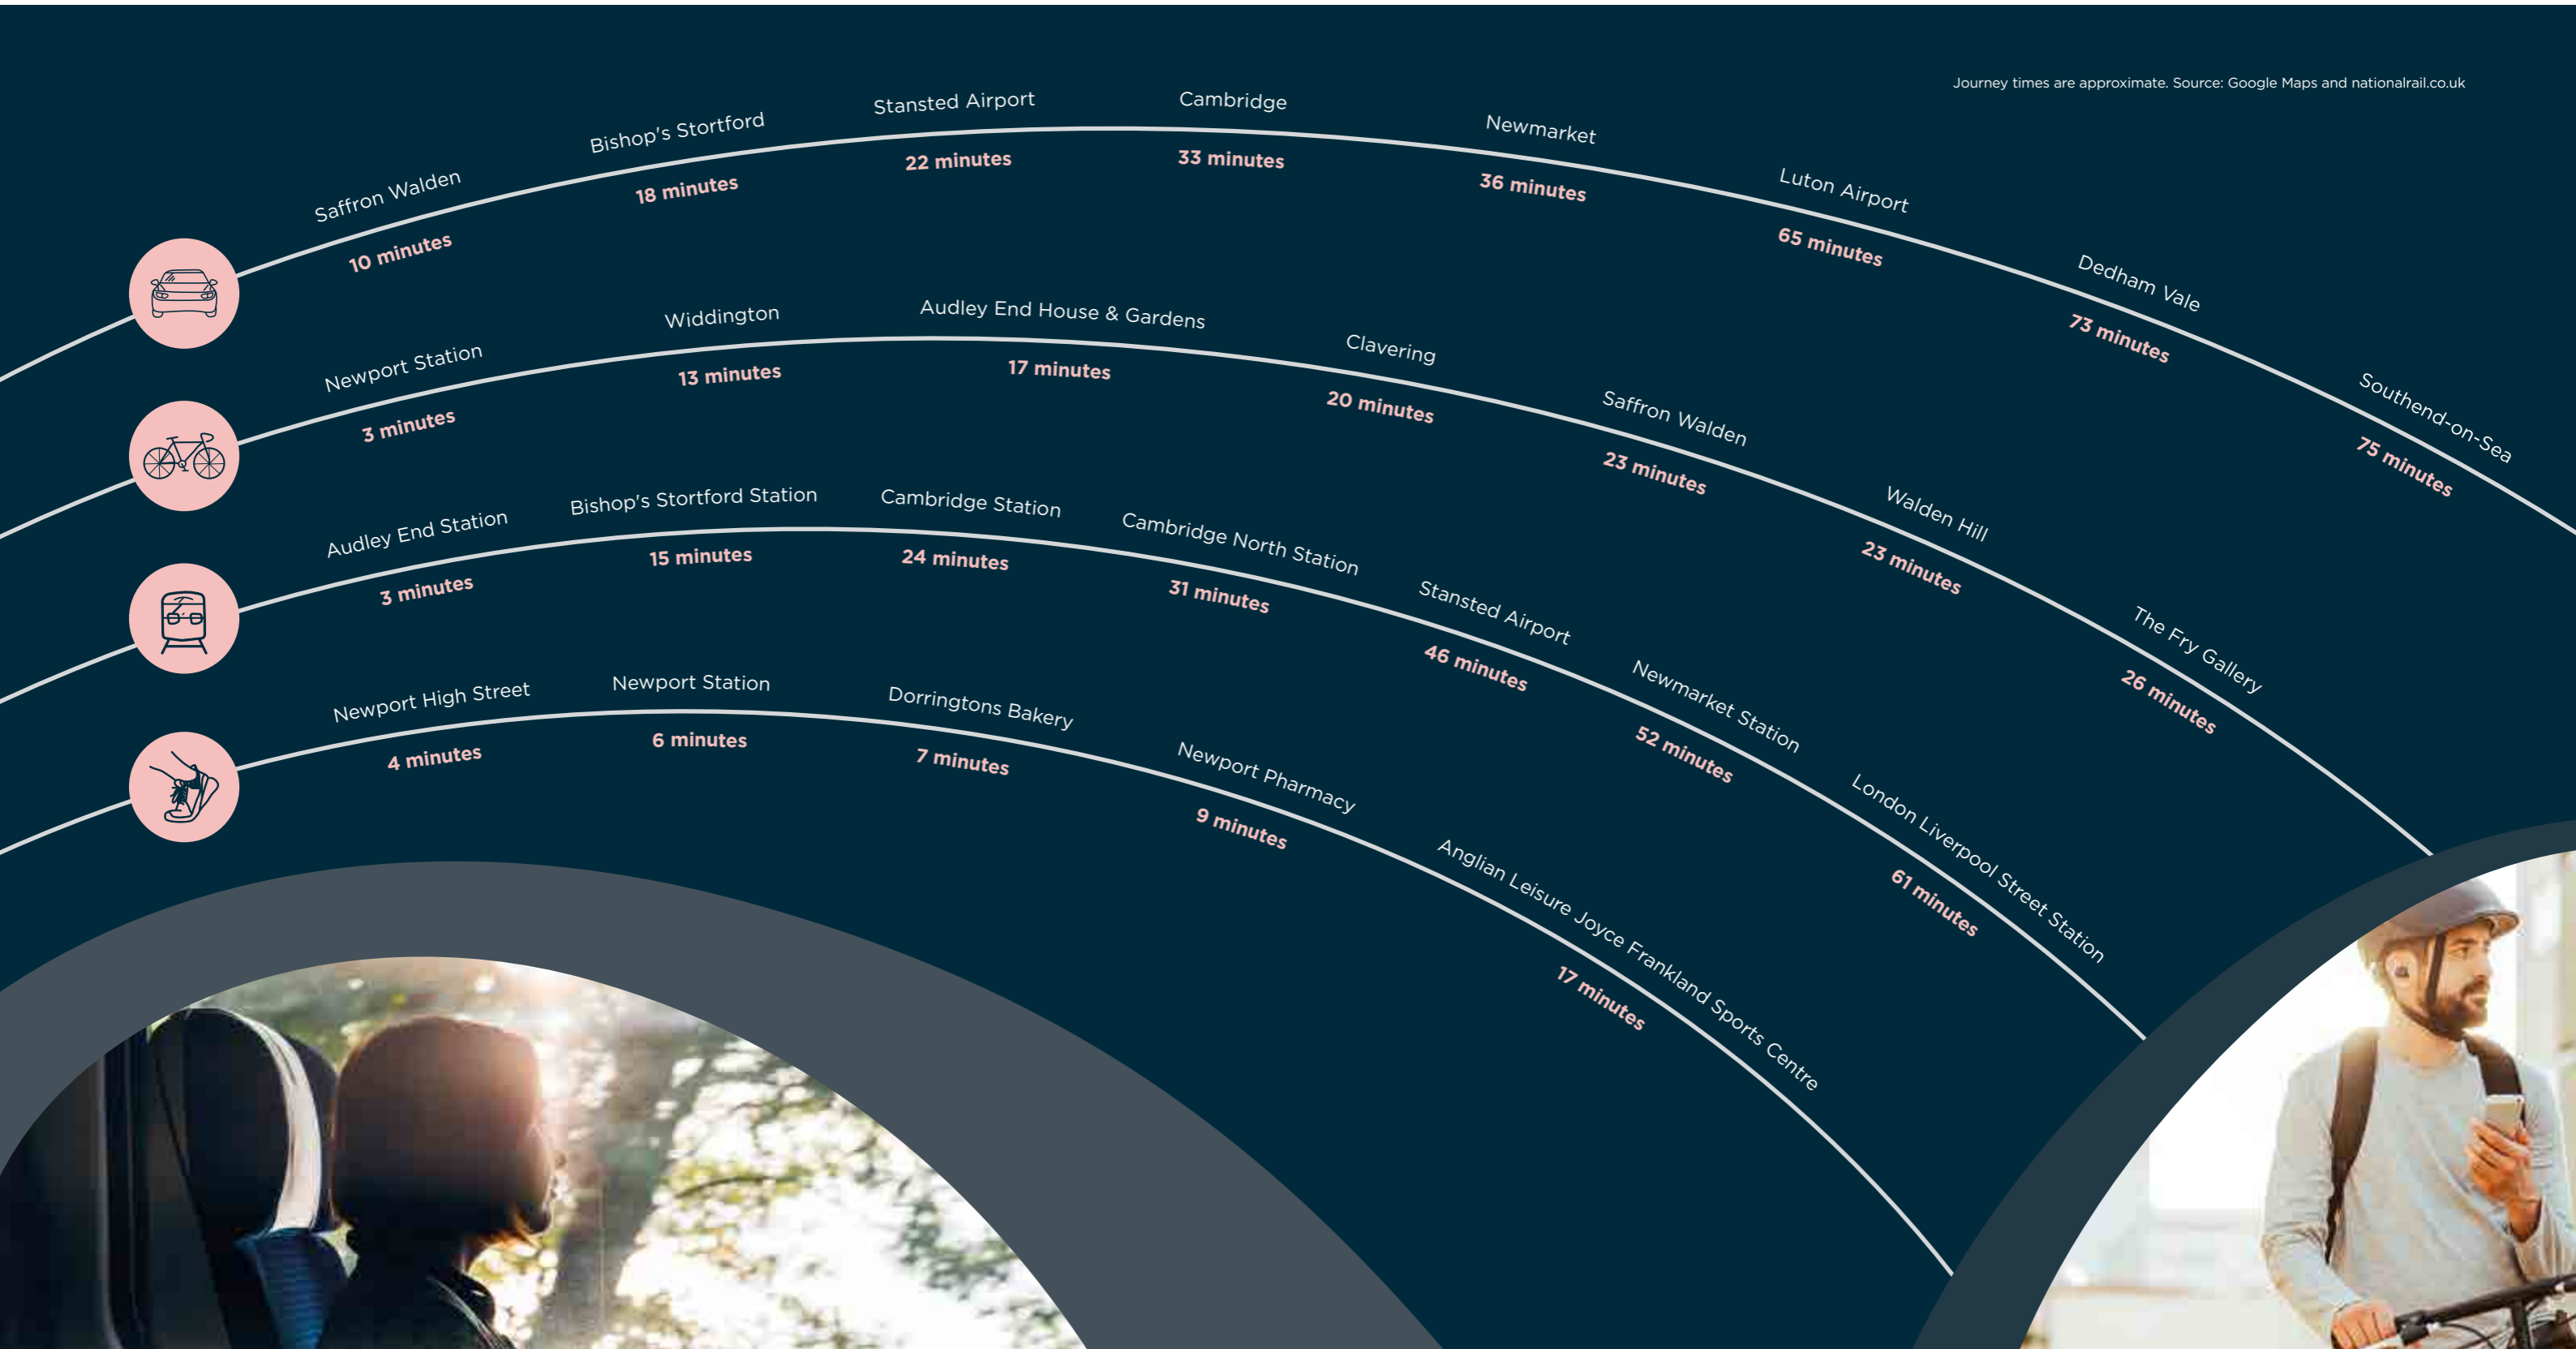 Journey times are approximate. Source: Google Maps and nationalrail.co.uk
Saffron Walden
10 minutes
Bishop's Stortford
18 minutes
Stansted Airport
22 minutes
Cambridge
33 minutes
Newmarket
36 minutes
Luton Airport
65 minutes
Dedham Vale
73 minutes
Southend-on-Sea
75 minutes
Newport Station
3 minutes
Widdington
13 minutes
Audley End House & Gardens
17 minutes
Clavering
20 minutes
Saffron Walden
23 minutes
Walden Hill
23 minutes
The Fry Gallery
26 minutes
Audley End Station
3 minutes
Bishop's Stortford Station
15 minutes
Cambridge Station
24 minutes
Cambridge North Station
31 minutes
Stansted Airport
46 minutes
Newmarket Station
52 minutes
London Liverpool Street Station
61 minutes
Newport High Street
4 minutes
Newport Station
6 minutes
Dorringtons Bakery
7 minutes
Newport Pharmacy
9 minutes
Anglian Leisure Joyce Frankland Sports Centre
17 minutes